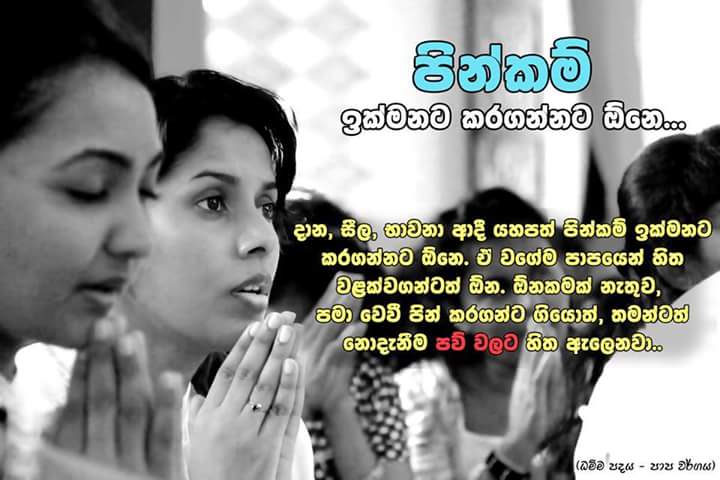 පින්කම්
ඉක්මනට කරගන්නට ඕනෙ...
දාන, සීල, භාවනා ආදී යහපත් පින්කම් ඉක්මනට
කරගන්නට ඕනෙ. ඒ වගේම පාපයෙන් හිත
වළක්වගන්ටත් ඕන. ඕනකමක් නැතුව,
පමා වෙවී පින් කරගන්ට ගියොත්, තමන්ටත්
නොදැනීම පව් වලට හිත ඇලෙනවා..
(ධම්ම පදය - පාප වර්ගය)